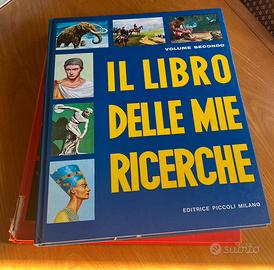 VOLUME SECONDO
IL LIBRO
DELLE MIE
RICERCHE
EDITRICE PICCOLI MILANO
subito